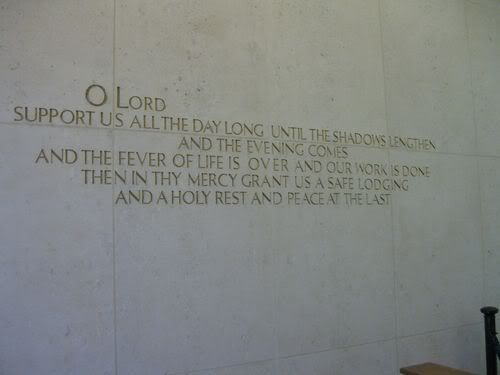 O LORD
SUPPORT US ALL THE DAY LONG UNTIL THE SHADOWS LENGTHEN
AND THE EVENING COMES
AND THE FEVER OF LIFE IS OVER AND OUR WORK IS DONE
THEN IN THY MERCY GRANT US A SAFE LODGING
AND A HOLY REST AND PEACE AT THE LAST